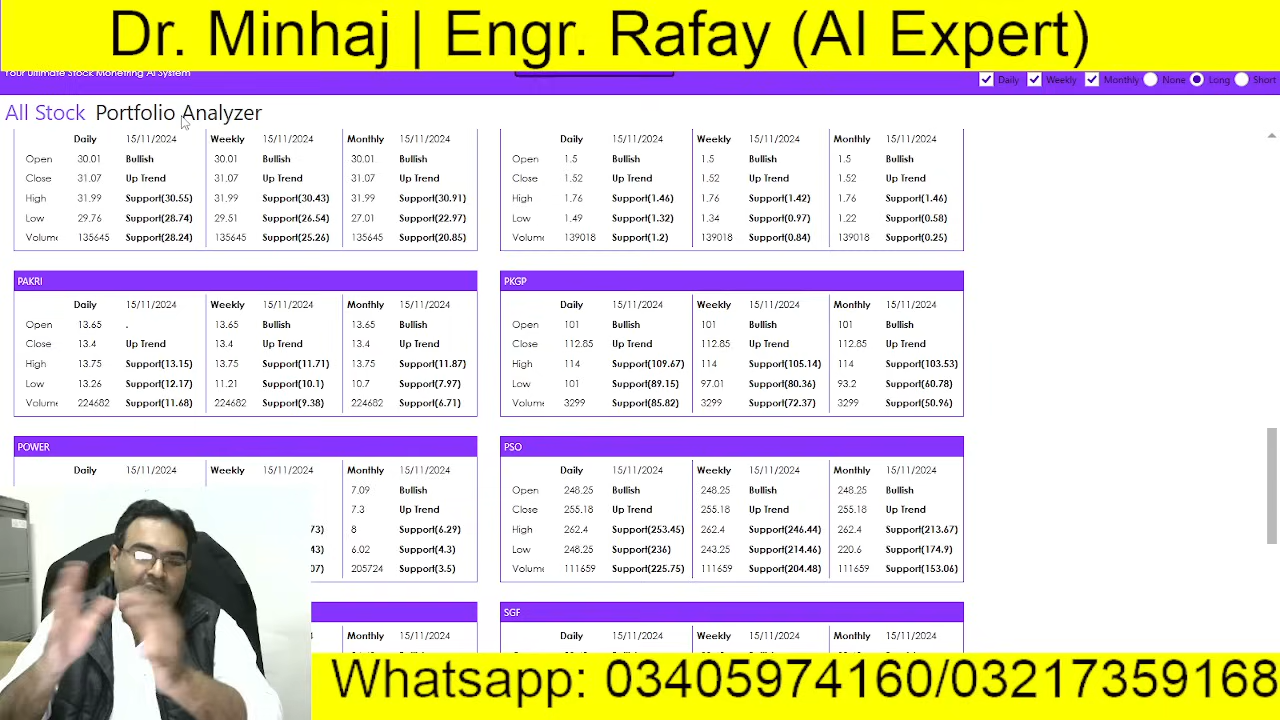 Dr. Minhaj | Engr. Rafay (AI Expert)
Your Ultimate Stock Monetring AI System
Daily Weekly Monthly None Long Short
All Stock Portfolio Analyzer
Daily 15/11/2024 Weekly 15/11/2024 Monthly 15/11/2024
Open 30.01 Bullish 30.01 Bullish 30.01 Bullish
Close 31.07 Up Trend 31.07 Up Trend 31.07 Up Trend
High 31.99 Support(30.55) 31.99 Support(30.43) 31.99 Support(30.91)
Low 29.76 Support(28.74) 29.51 Support(26.54) 27.01 Support(22.97)
Volume 135645 Support(28.24) 135645 Support(25.26) 135645 Support(20.85)
Daily 15/11/2024 Weekly 15/11/2024 Monthly 15/11/2024
Open 1.5 Bullish 1.5 Bullish 1.5 Bullish
Close 1.52 Up Trend 1.52 Up Trend 1.52 Up Trend
High 1.76 Support(1.46) 1.76 Support(1.42) 1.76 Support(1.46)
Low 1.49 Support(1.32) 1.34 Support(0.97) 1.22 Support(0.58)
Volume 139018 Support(1.2) 139018 Support(0.84) 139018 Support(0.25)
PAKRI
Daily 15/11/2024 Weekly 15/11/2024 Monthly 15/11/2024
Open 13.65 . 13.65 Bullish 13.65 Bullish
Close 13.4 Up Trend 13.4 Up Trend 13.4 Up Trend
High 13.75 Support(13.15) 13.75 Support(11.71) 13.75 Support(11.87)
Low 13.26 Support(12.17) 11.21 Support(10.1) 10.7 Support(7.97)
Volume 224682 Support(11.68) 224682 Support(9.38) 224682 Support(6.71)
PKGP
Daily 15/11/2024 Weekly 15/11/2024 Monthly 15/11/2024
Open 101 Bullish 101 Bullish 101 Bullish
Close 112.85 Up Trend 112.85 Up Trend 112.85 Up Trend
High 114 Support(109.67) 114 Support(105.14) 114 Support(103.53)
Low 101 Support(89.15) 97.01 Support(80.36) 93.2 Support(60.78)
Volume 3299 Support(85.82) 3299 Support(72.37) 3299 Support(50.96)
POWER
Daily 15/11/2024 Weekly 15/11/2024 Monthly 15/11/2024
7.09 Bullish
7.3 Up Trend
73) 8 Support(6.29)
43) 6.02 Support(4.3)
07) 205724 Support(3.5)
PSO
Daily 15/11/2024 Weekly 15/11/2024 Monthly 15/11/2024
Open 248.25 Bullish 248.25 Bullish 248.25 Bullish
Close 255.18 Up Trend 255.18 Up Trend 255.18 Up Trend
High 262.4 Support(253.45) 262.4 Support(246.44) 262.4 Support(213.67)
Low 248.25 Support(236) 243.25 Support(214.46) 220.6 Support(174.9)
Volume 111659 Support(225.75) 111659 Support(204.48) 111659 Support(153.06)
Monthly 15/11/2024
SGF
Daily 15/11/2024 Weekly 15/11/2024 Monthly 15/11/2024
Whatsapp: 03405974160/03217359168